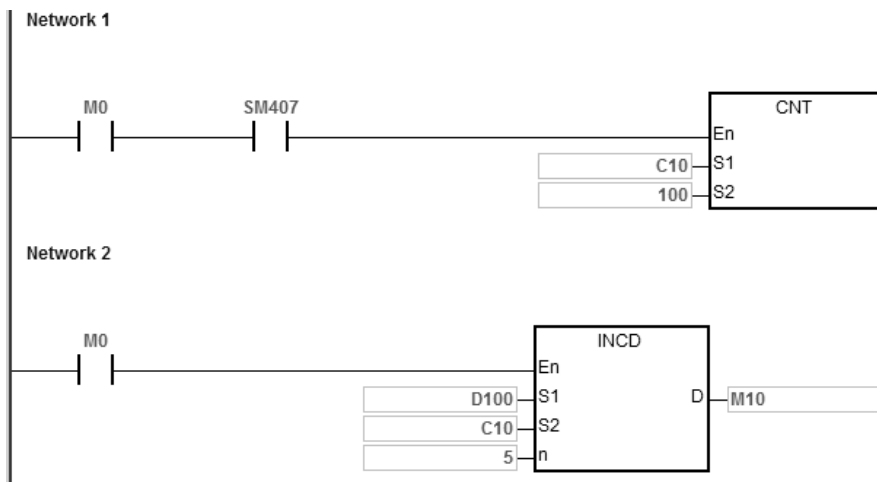 Network 1
M0 SM407 CNT
En
C10 S1
100 S2
Network 2
M0 INCD
En
D100 S1 D M10
C10 S2
5 n